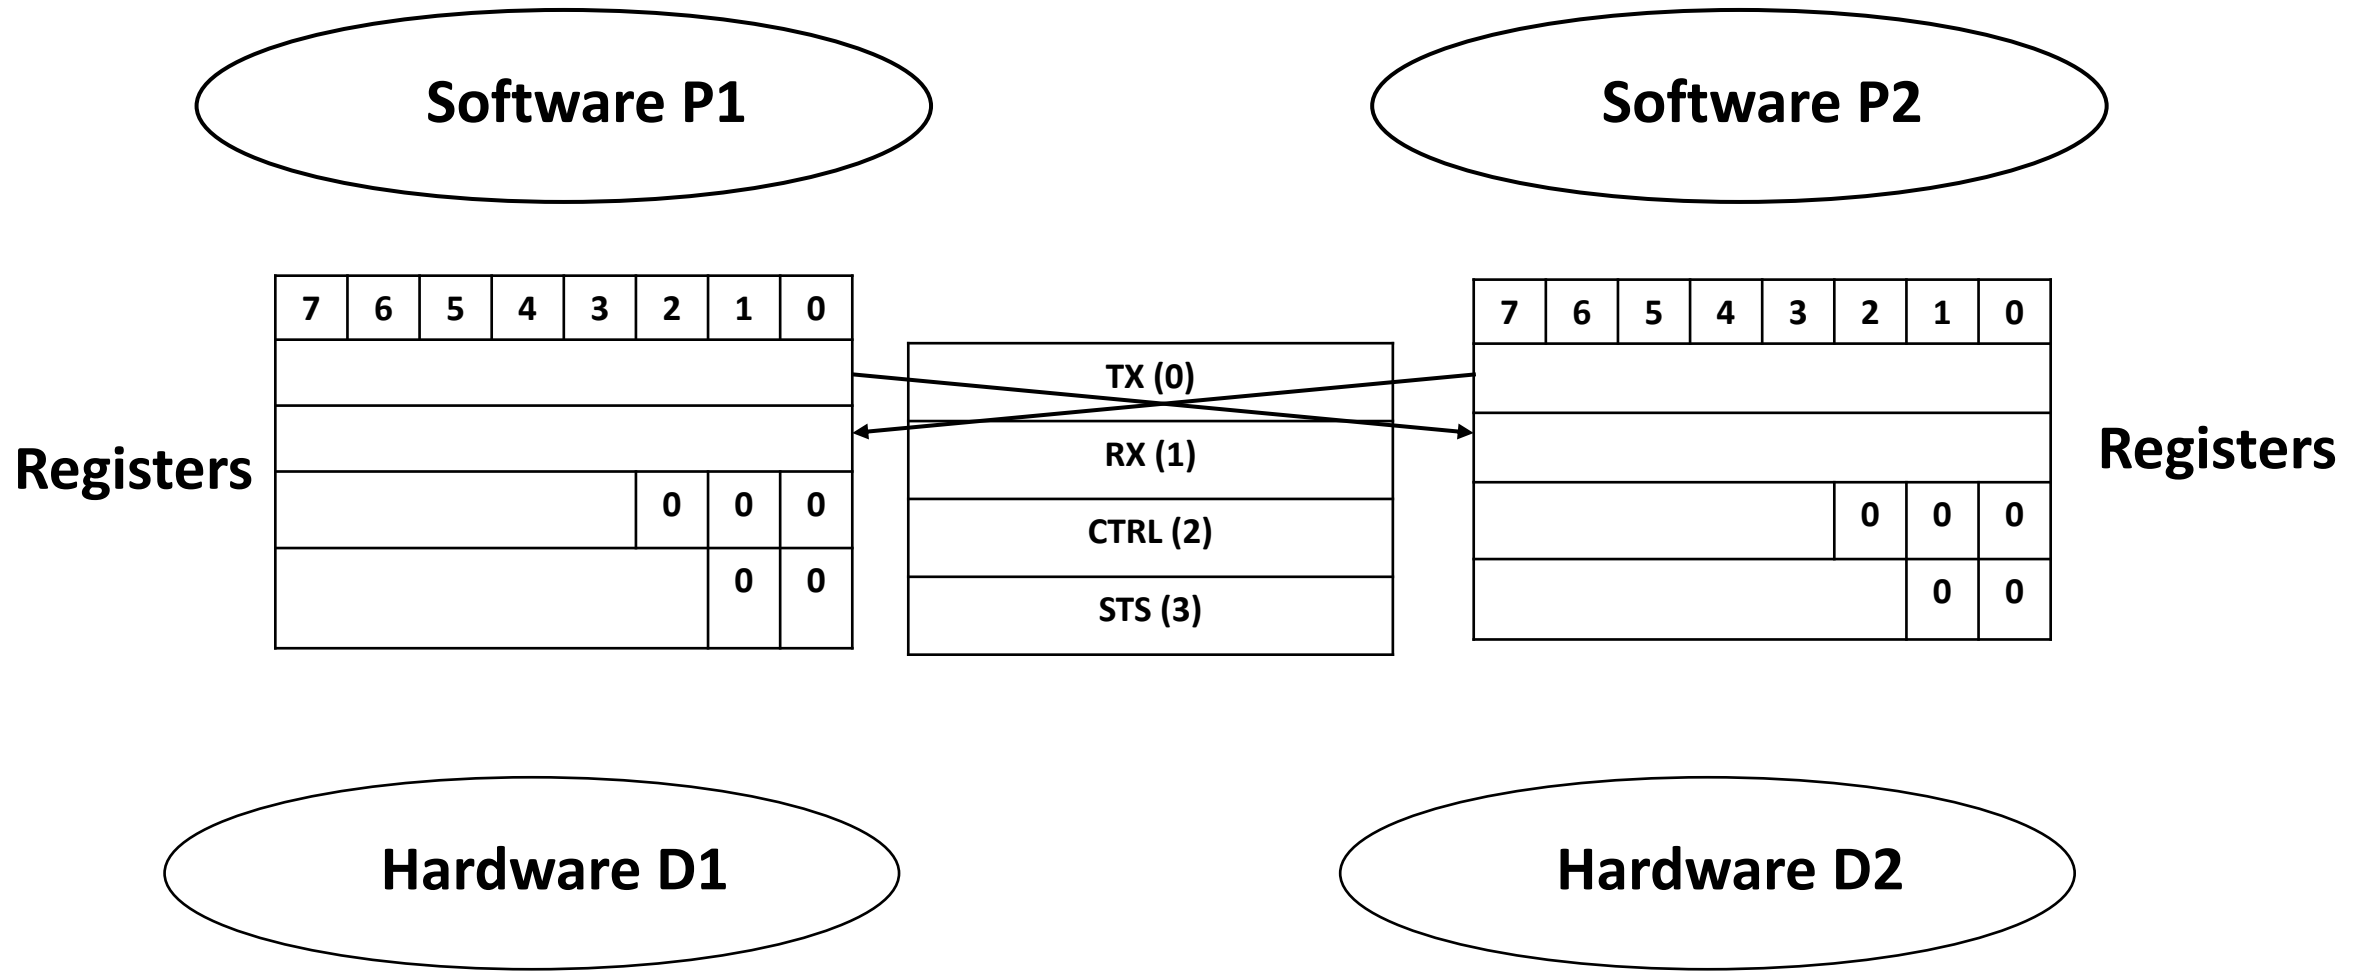 Software P1
Software P2
7 6 5 4 3 2 1 0
7 6 5 4 3 2 1 0
TX (0)
RX (1)
CTRL (2)
STS (3)
Registers
Registers
0 0 0
0 0
0 0 0
0 0
Hardware D1
Hardware D2